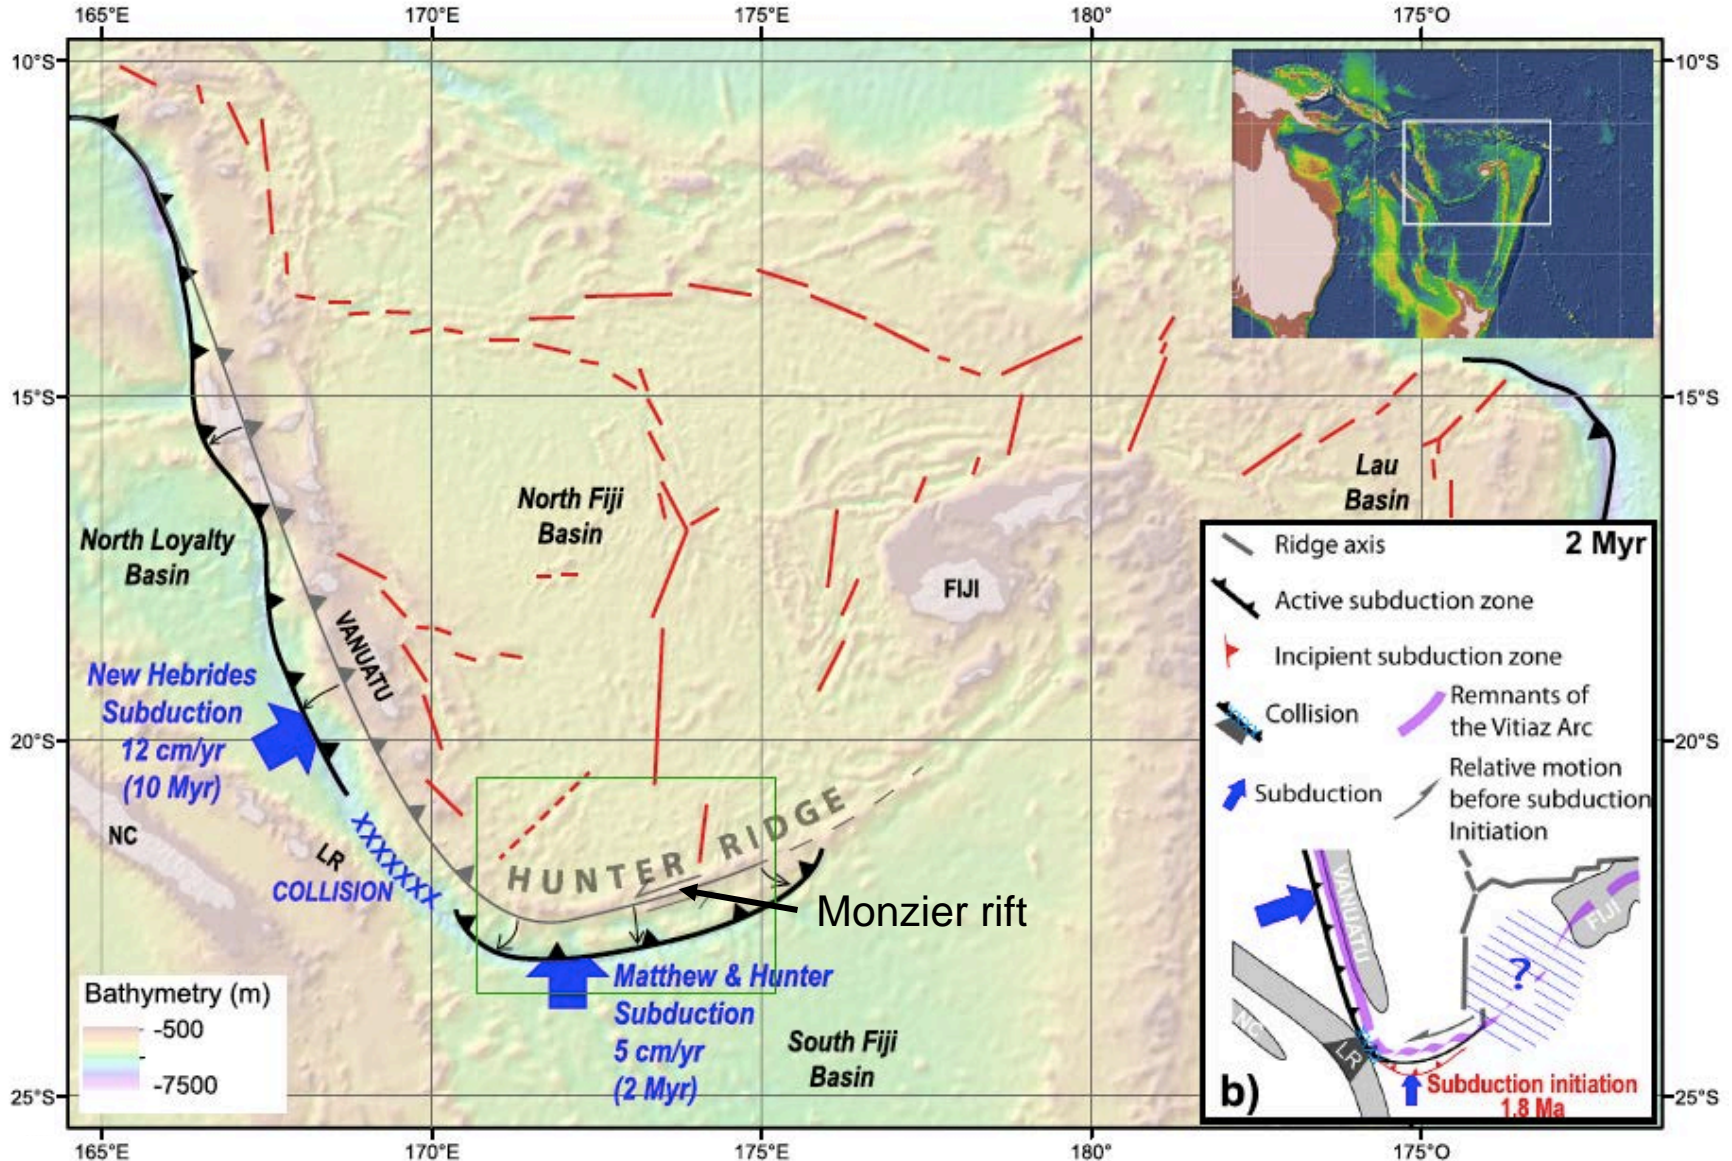 165°E
170°E
175°E
180°
175°O
10°S
10°S
15°S
15°S
20°S
20°S
25°S
25°S
North Loyalty
Basin
North Fiji
Basin
Lau
Basin
FIJI
VANUATU
New Hebrides
Subduction
12 cm/yr
(10 Myr)
NC
LR
XXXXXXX
COLLISION
HUNTER RIDGE
Monzier rift
Matthew & Hunter
Subduction
5 cm/yr
(2 Myr)
South Fiji
Basin
Bathymetry (m)
-500
-7500
2 Myr
Ridge axis
Active subduction zone
Incipient subduction zone
Collision
Remnants of
the Vitiaz Arc
Subduction
Relative motion
before subduction
Initiation
VANUATU
FIJI
?
NC
LR
b)
Subduction initiation
1.8 Ma
165°E
170°E
175°E
180°
175°O